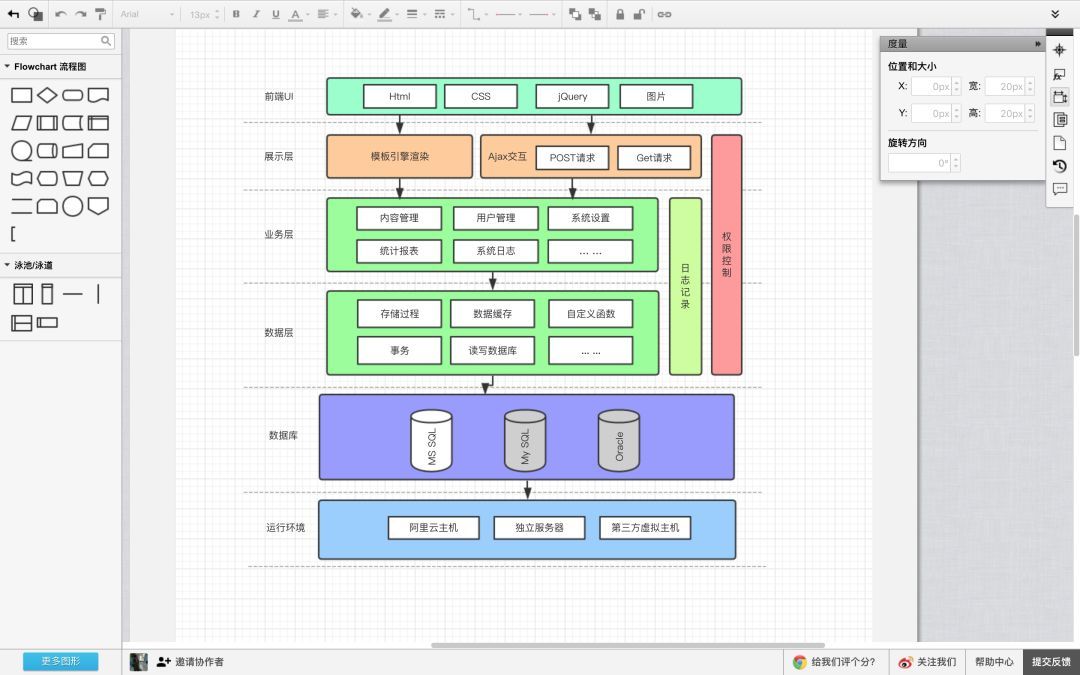 Arial
13px
B
I
U
A
搜索
Flowchart 流程图
泳池/泳道
更多图形
前端UI
Html
CSS
jQuery
图片
展示层
模板引擎渲染
Ajax交互
POST请求
Get请求
业务层
内容管理
用户管理
系统设置
统计报表
系统日志
... ...
数据层
存储过程
数据缓存
自定义函数
事务
读写数据库
... ...
日志记录
权限控制
数据库
MS SQL
My SQL
Oracle
运行环境
阿里云主机
独立服务器
第三方虚拟主机
度量
位置和大小
X: 0px 宽: 20px
Y: 0px 高: 20px
旋转方向
0°
邀请协作者
给我们评个分?
关注我们
帮助中心
提交反馈